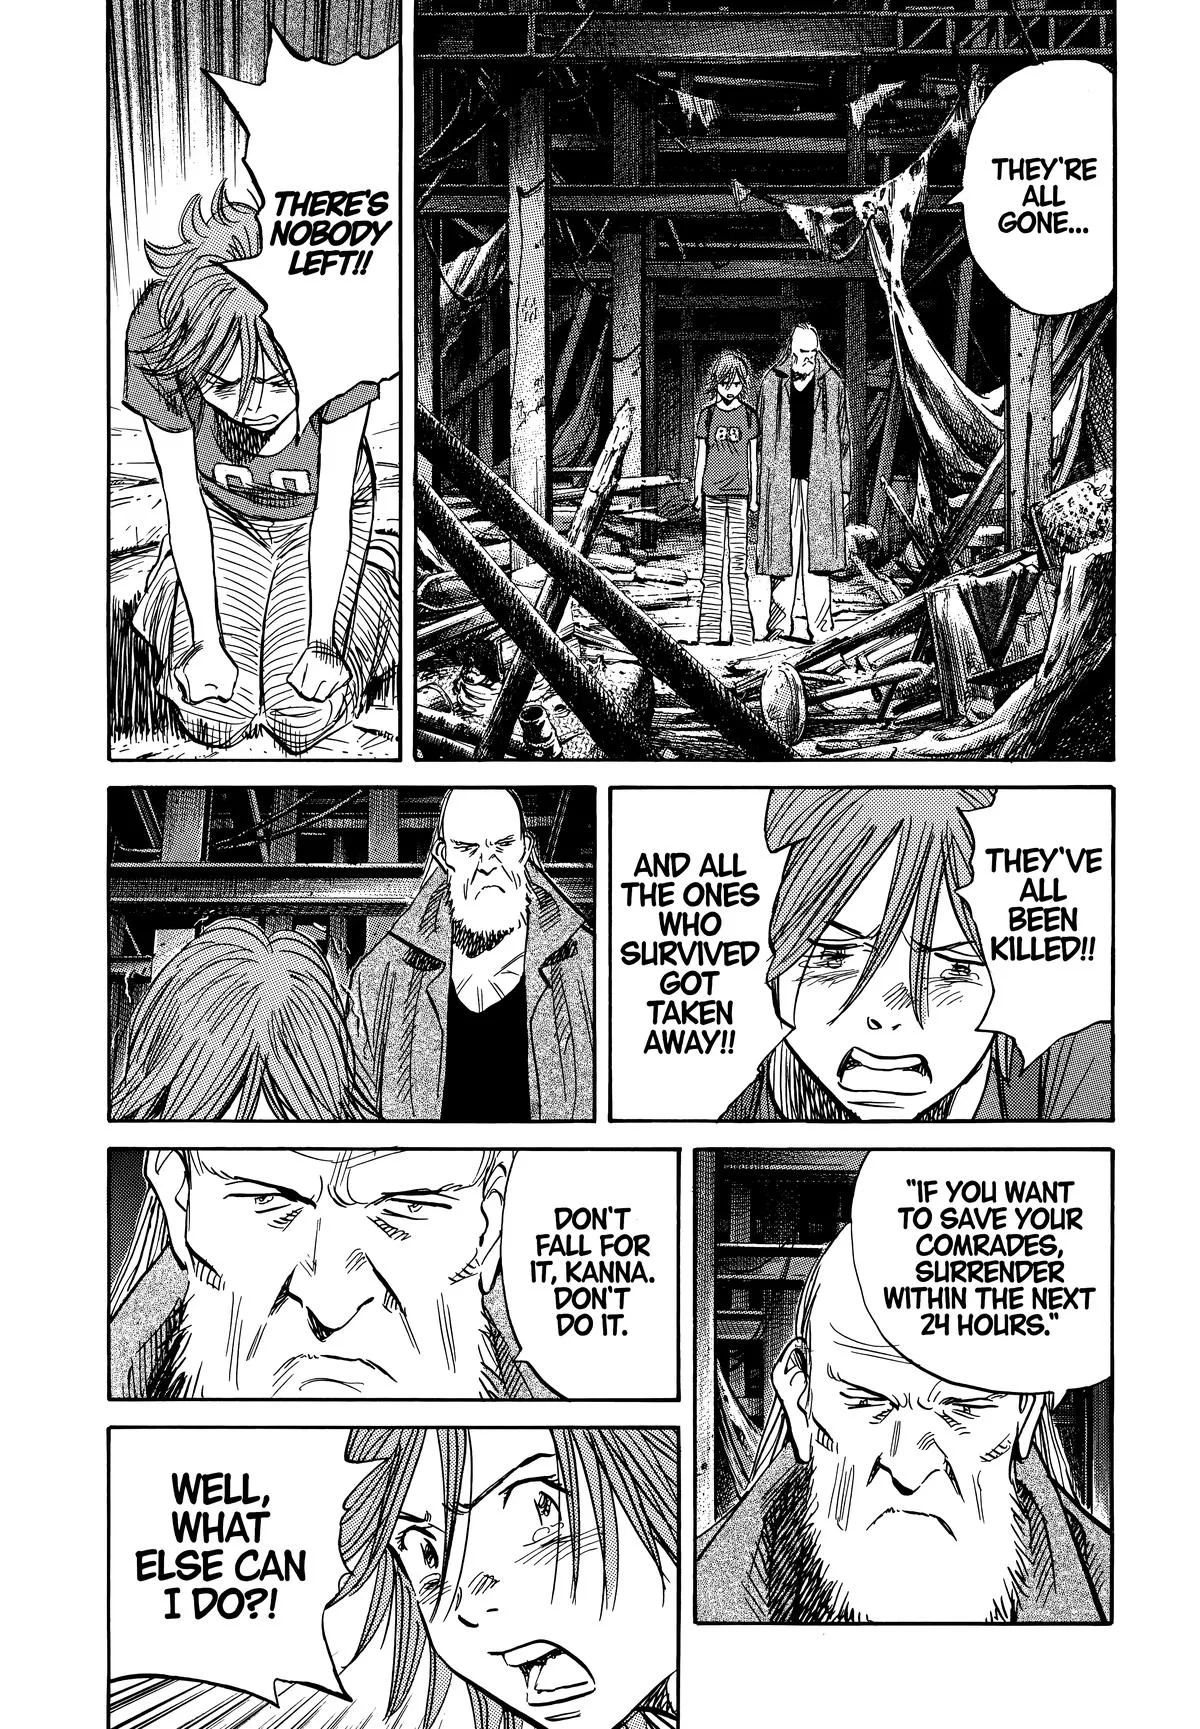 THEY'RE
ALL
GONE...
THERE'S
NOBODY
LEFT!!
THEY'VE
ALL
BEEN
KILLED!!
AND ALL
THE ONES
WHO
SURVIVED
GOT
TAKEN
AWAY!!
"IF YOU WANT
TO SAVE YOUR
COMRADES,
SURRENDER
WITHIN THE NEXT
24 HOURS."
DON'T
FALL FOR
IT, KANNA.
DON'T
DO IT.
WELL,
WHAT
ELSE CAN
I DO?!